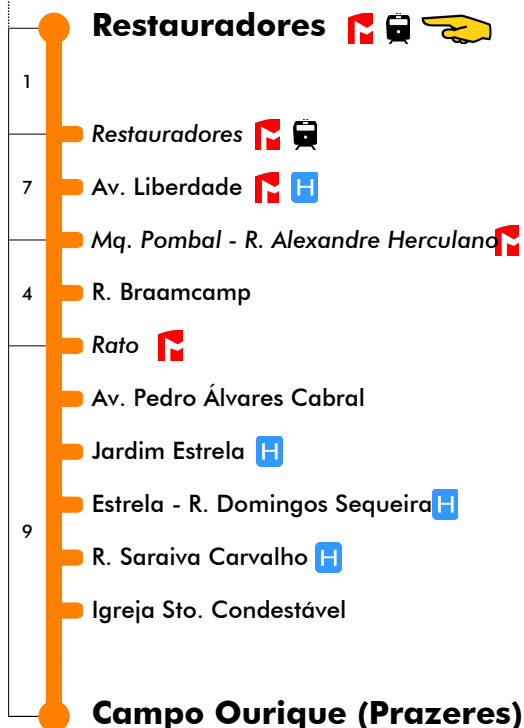 Restauradores
1
Restauradores
7 Av. Liberdade H
Mq. Pombal - R. Alexandre Herculano
4 R. Braamcamp
Rato
Av. Pedro Álvares Cabral
Jardim Estrela H
Estrela - R. Domingos Sequeira H
9
R. Saraiva Carvalho H
Igreja Sto. Condestável
Campo Ourique (Prazeres)